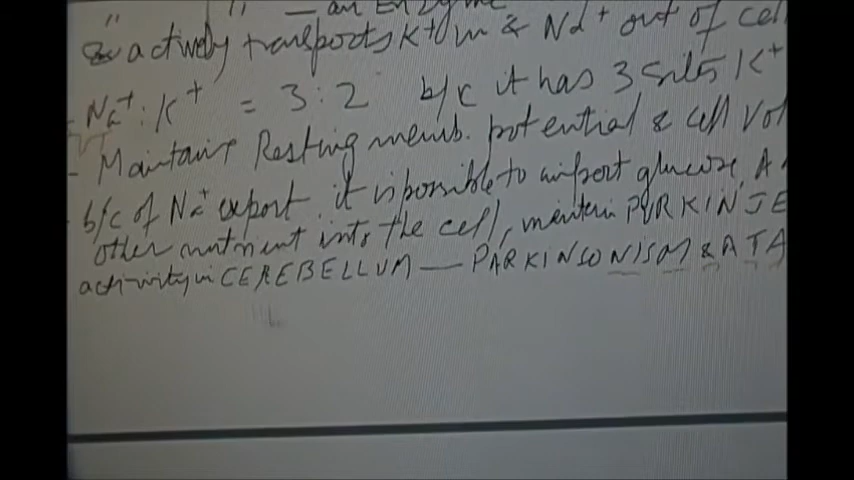 " " — an Enzyme
& actively transports K+ in & Na+ out of cell
- Na+ : K+ = 3 : 2 b/c it has 3 sites K+
- Maintains Resting memb. potential & cell Vol
- b/c of Na+ export it is possible to import glucose, A
other nutrient into the cell, maintain PURKINJE
activity in CEREBELLUM — PARKINSONISM & ATA